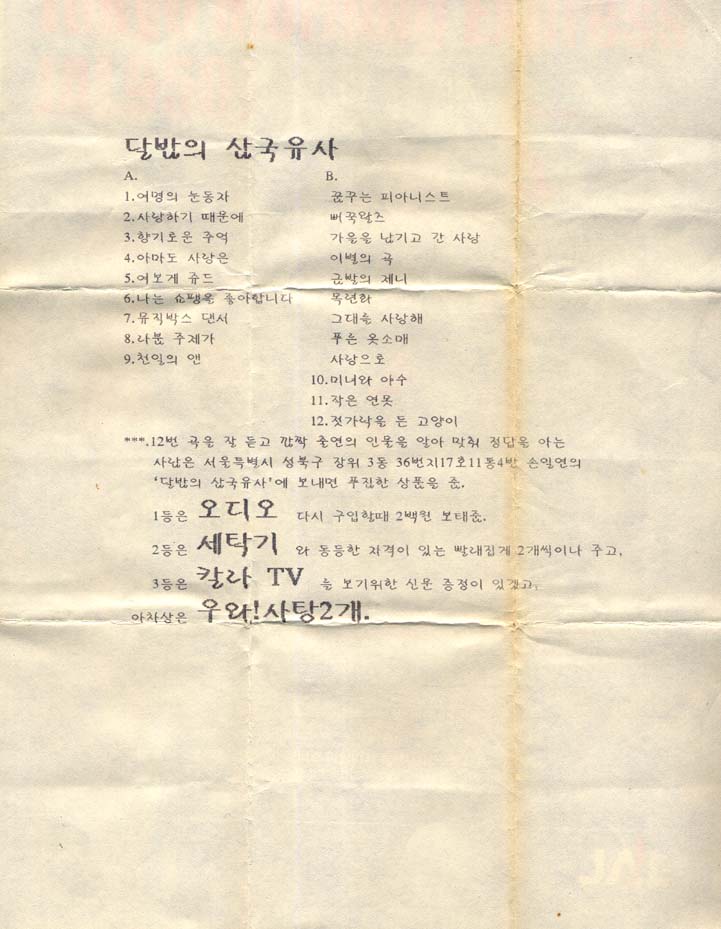 달밤의 삼국유사
A. B.
1.여명의 눈동자 꿈꾸는 피아니스트
2.사랑하기 때문에 뻐꾹왈츠
3.향기로운 추억 가을을 남기고 간 사랑
4.아마도 사랑은 이별의 곡
5.여보게 쥬드 금발의 제니
6.나는 쇼팽을 좋아합니다 목련화
7.뮤직박스 댄서 그대를 사랑해
8.라붐 주제가 푸른 옷소매
9.천일의 앤 사랑으로
10.미녀와 야수
11.작은 연못
12.젓가락을 든 고양이
***.12번 곡을 잘 듣고 깜짝 출연의 인물을 알아 맞춰 정답을 아는
사람은 서울특별시 성북구 장위 3동 36번지17호11통4반 손일연의
‘달밤의 삼국유사’에 보내면 푸짐한 상품을 줌.
1등은 오디오 다시 구입할때 2백원 보태줌.
2등은 세탁기 와 동등한 자격이 있는 빨래집게 2개씩이나 주고,
3등은 칼라 TV 를 보기위한 신문 증정이 있겠고,
아차상은 우와!사탕2개.